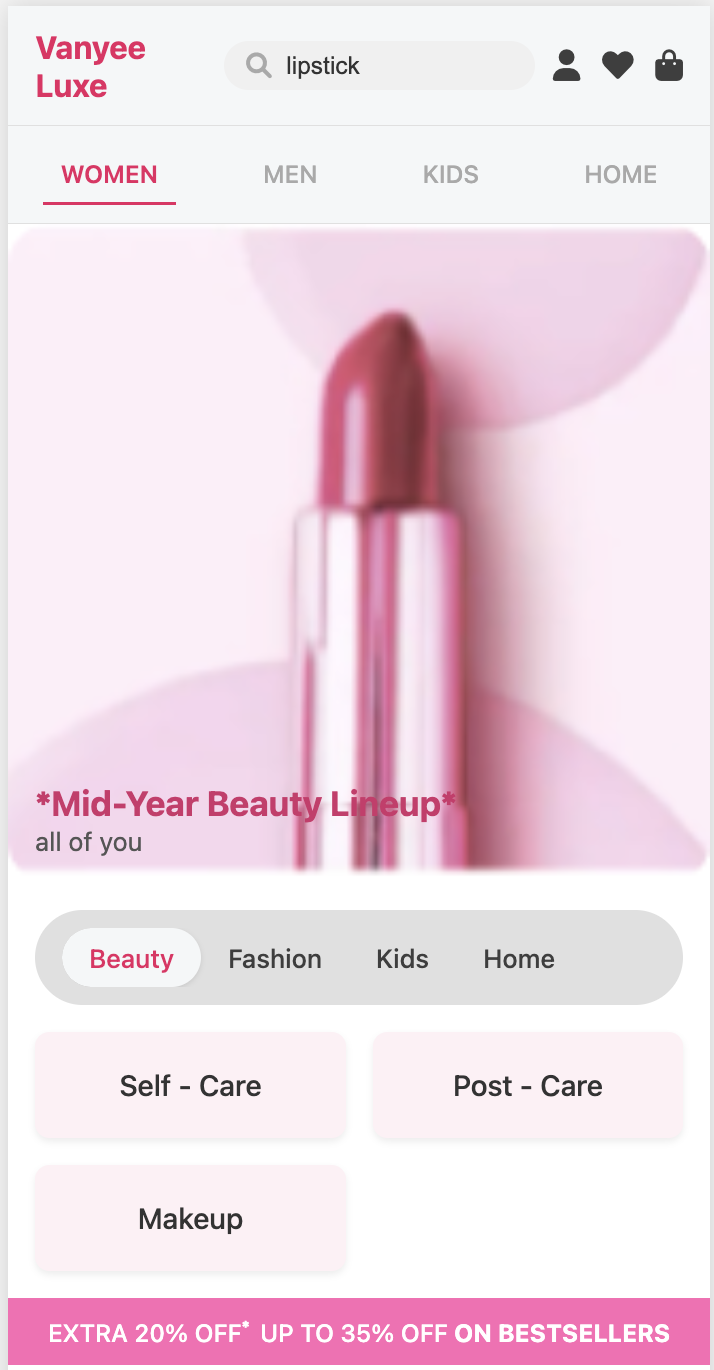 Vanyee
Luxe
lipstick
WOMEN MEN KIDS HOME
*Mid-Year Beauty Lineup*
all of you
Beauty Fashion Kids Home
Self - Care Post - Care
Makeup
EXTRA 20% OFF* UP TO 35% OFF ON BESTSELLERS